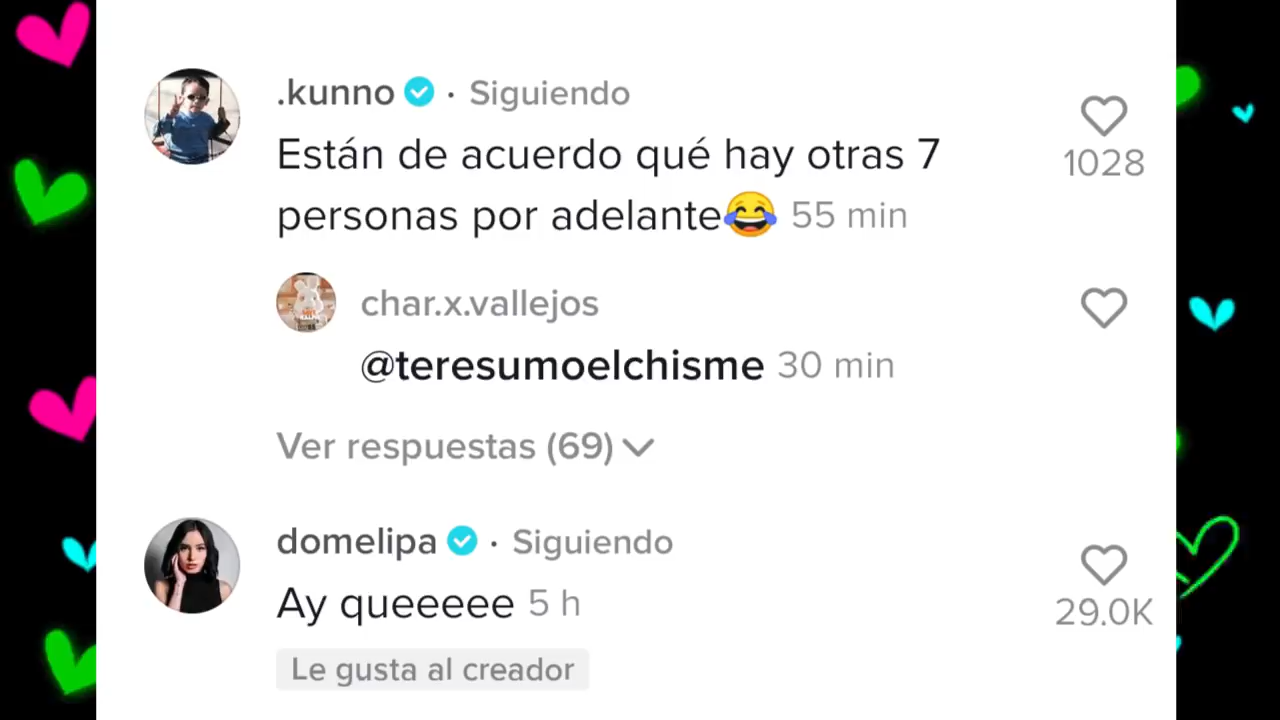 .kunno · Siguiendo
Están de acuerdo qué hay otras 7
personas por adelante😂 55 min
1028
char.x.vallejos
@teresumoelchisme 30 min
Ver respuestas (69)
domelipa · Siguiendo
Ay queeeee 5 h
29.0K
Le gusta al creador